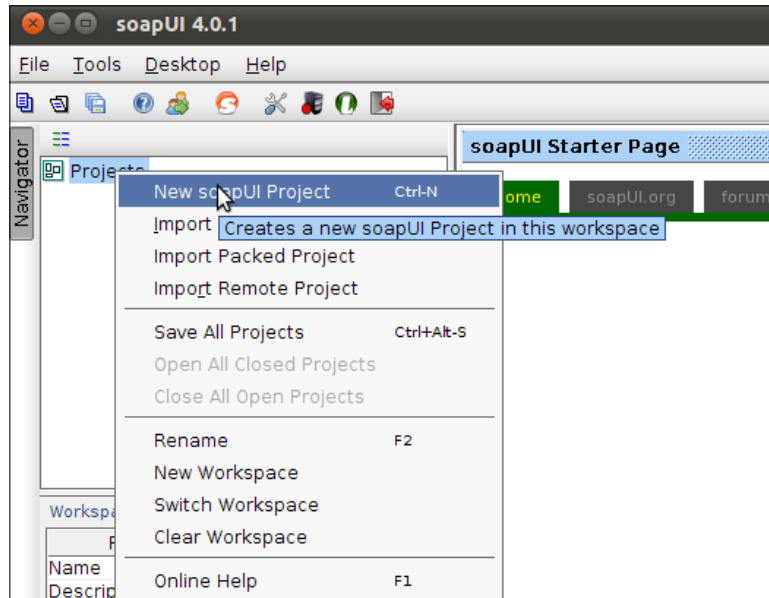 soapUI 4.0.1
File Tools Desktop Help
Navigator
soapUI Starter Page
Projects
ome soapUI.org forum
New soapUI Project Ctrl-N
Import
Creates a new soapUI Project in this workspace
Import Packed Project
Import Remote Project
Save All Projects Ctrl+Alt-S
Open All Closed Projects
Close All Open Projects
Rename F2
New Workspace
Switch Workspace
Clear Workspace
Online Help F1
Workspa
Name
Descrip